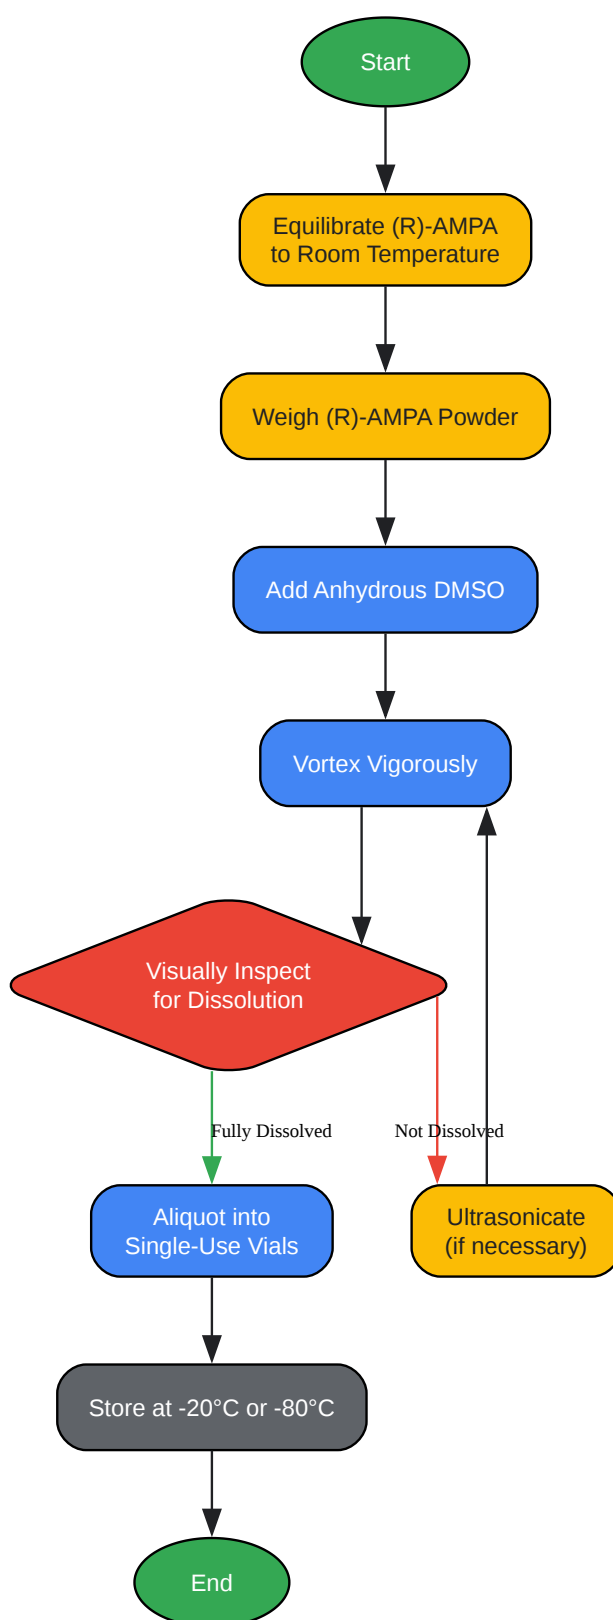 Start
Equilibrate (R)-AMPA
to Room Temperature
Weigh (R)-AMPA Powder
Add Anhydrous DMSO
Vortex Vigorously
Visually Inspect
for Dissolution
Fully Dissolved
Not Dissolved
Aliquot into
Single-Use Vials
Ultrasonicate
(if necessary)
Store at -20°C or -80°C
End